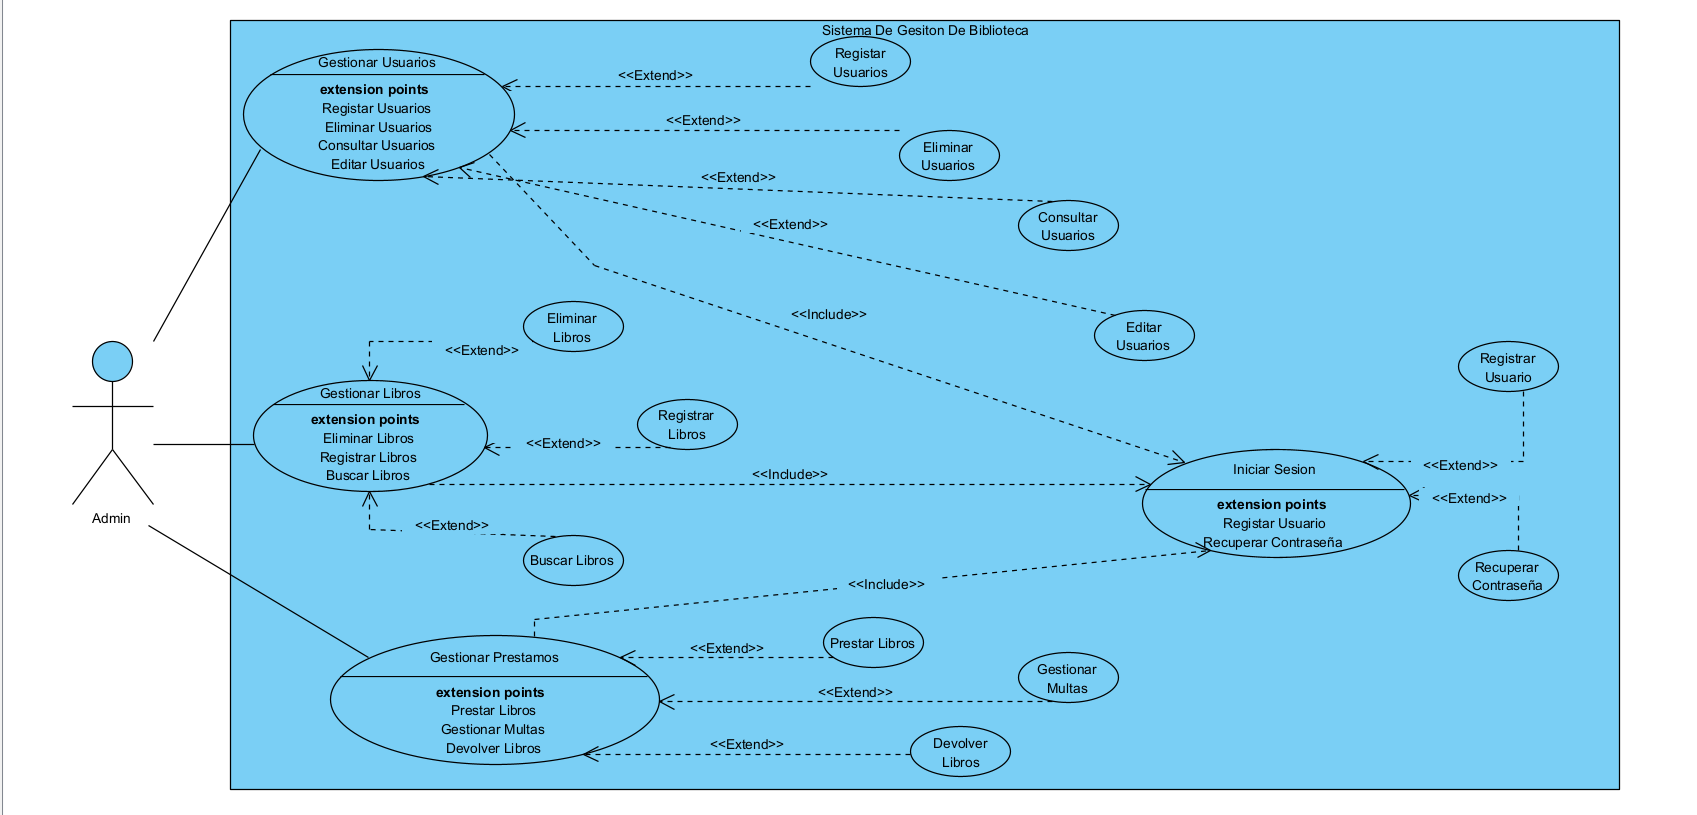 Sistema De Gesiton De Biblioteca
Gestionar Usuarios
extension points
Registar Usuarios
Eliminar Usuarios
Consultar Usuarios
Editar Usuarios
<<Extend>>
Registar
Usuarios
<<Extend>>
Eliminar
Usuarios
<<Extend>>
Consultar
Usuarios
<<Extend>>
Editar
Usuarios
<<Include>>
Eliminar
Libros
<<Extend>>
Gestionar Libros
extension points
Eliminar Libros
Registrar Libros
Buscar Libros
<<Extend>>
Registrar
Libros
<<Include>>
<<Extend>>
Buscar Libros
Admin
Iniciar Sesion
extension points
Registar Usuario
Recuperar Contraseña
Registrar
Usuario
<<Extend>>
<<Extend>>
Recuperar
Contraseña
<<Include>>
Gestionar Prestamos
extension points
Prestar Libros
Gestionar Multas
Devolver Libros
<<Extend>>
Prestar Libros
<<Extend>>
Gestionar
Multas
<<Extend>>
Devolver
Libros